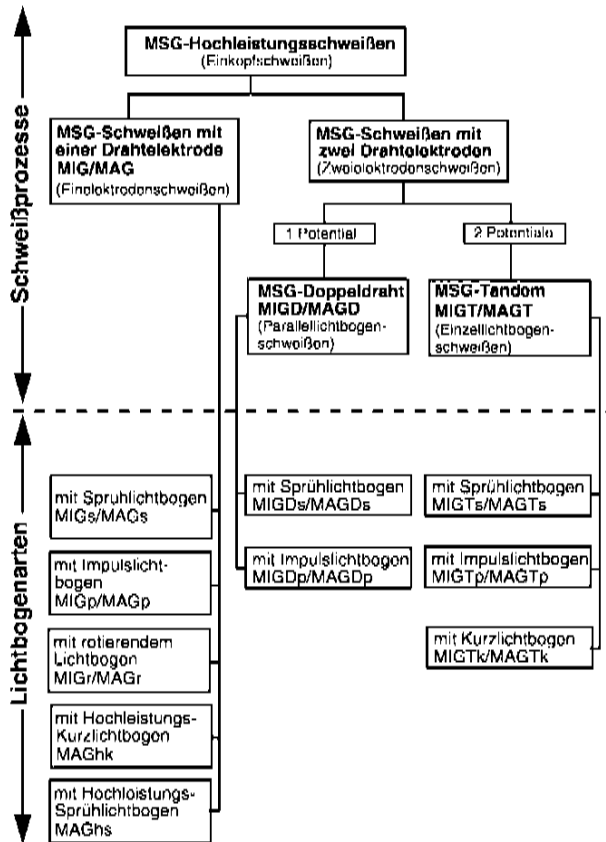 MSG-Hochleistungsschweißen
(Einkopfschweißen)
MSG-Schweißen mit
einer Drahtelektrode
MIG/MAG
(Einelektrodenschweißen)
MSG-Schweißen mit
zwei Drahtelektroden
(Zweielektrodenschweißen)
1 Potential
2 Potentiale
MSG-Doppeldraht
MIGD/MAGD
(Parallellichtbogen-
schweißen)
MSG-Tandem
MIGT/MAGT
(Einzellichtbogen-
schweißen)
Schweißprozesse
Lichtbogenarten
mit Sprühlichtbogen
MIGs/MAGs
mit Impulslicht-
bogen
MIGp/MAGp
mit rotierendem
Lichtbogen
MIGr/MAGr
mit Hochleistungs-
Kurzlichtbogen
MAGhk
mit Hochleistungs-
Sprühlichtbogen
MAGhs
mit Sprühlichtbogen
MIGDs/MAGDs
mit Impulslichtbogen
MIGDp/MAGDp
mit Sprühlichtbogen
MIGTs/MAGTs
mit Impulslichtbogen
MIGTp/MAGTp
mit Kurzlichtbogen
MIGTk/MAGTk